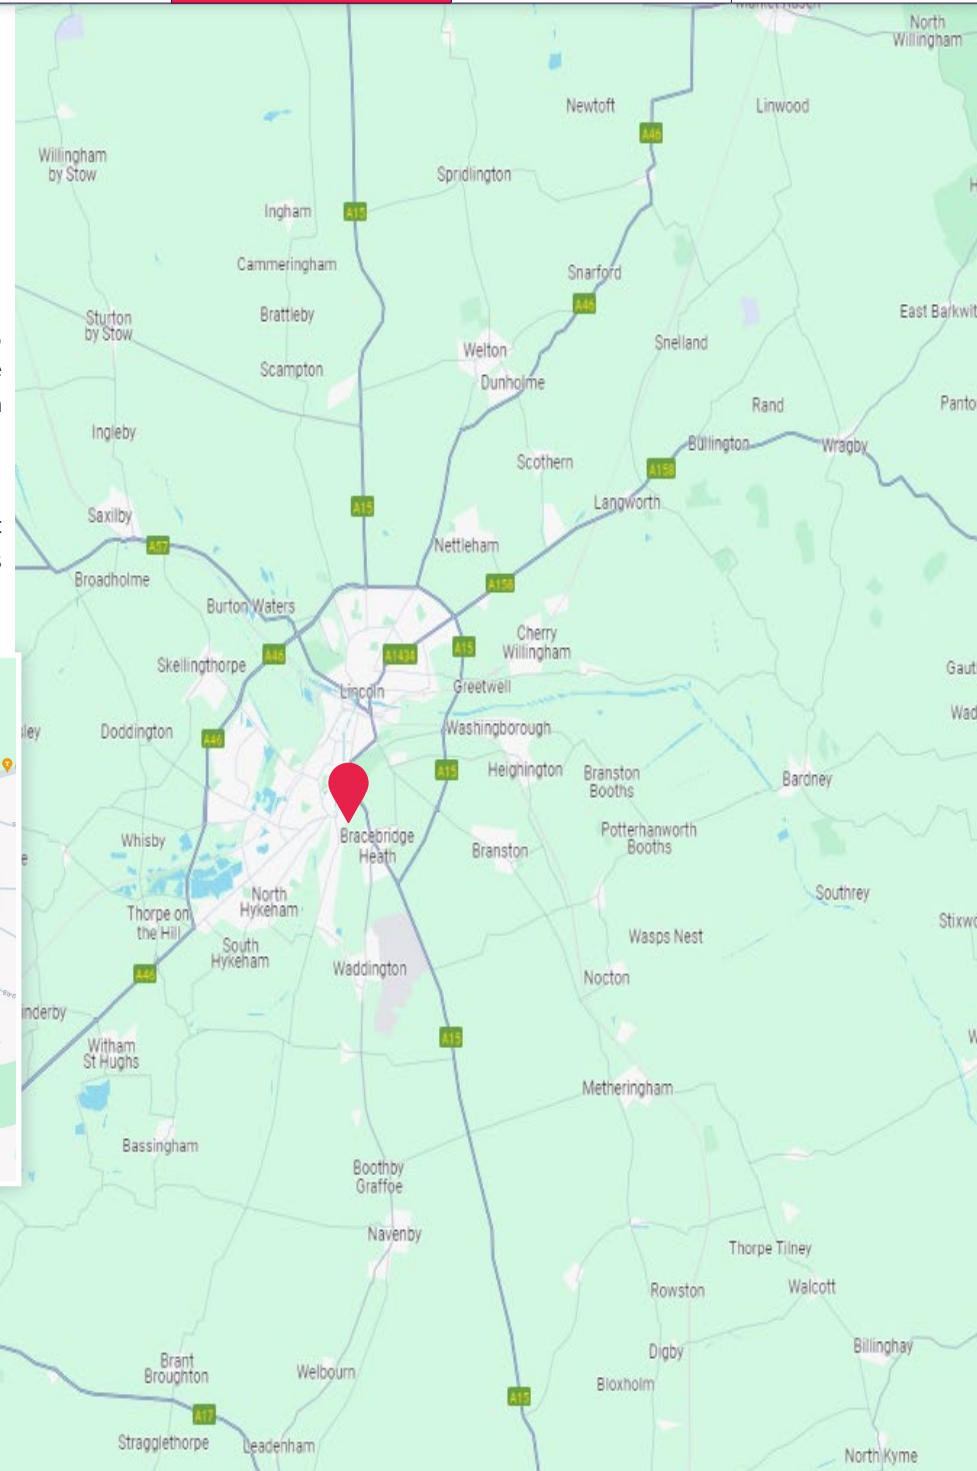 North
Willingham
Newtoft
Linwood
A46
Willingham
by Stow
Spridlington
Ingham
A15
Cammeringham
Snarford
A46
Brattleby
East Barkwit
Sturton
by Stow
Snelland
Welton
Scampton
Dunholme
Rand
Panto
Ingleby
Bullington
Wragby
Scothern
A158
Langworth
A15
Saxilby
A57
Nettleham
Broadholme
A158
Burton Waters
Cherry
Willingham
A46
A1434
A15
Skellingthorpe
Gaut
Lincoln
Greetwell
Wad
ley
Doddington
A46
Washingborough
Heighington
A15
Branston
Booths
Bardney
Whisby
Bracebridge
Heath
Branston
Potterhanworth
Booths
North
Hykeham
Southrey
Thorpe on
the Hill
Stixwo
Wasps Nest
South
Hykeham
Waddington
A46
Nocton
inderby
A15
Witham
St Hughs
Metheringham
Bassingham
Boothby
Graffoe
Navenby
Thorpe Tilney
Rowston
Walcott
Digby
Billinghay
Brant
Broughton
Welbourn
Bloxholm
A15
A17
Stragglethorpe
Leadenham
North Kyme